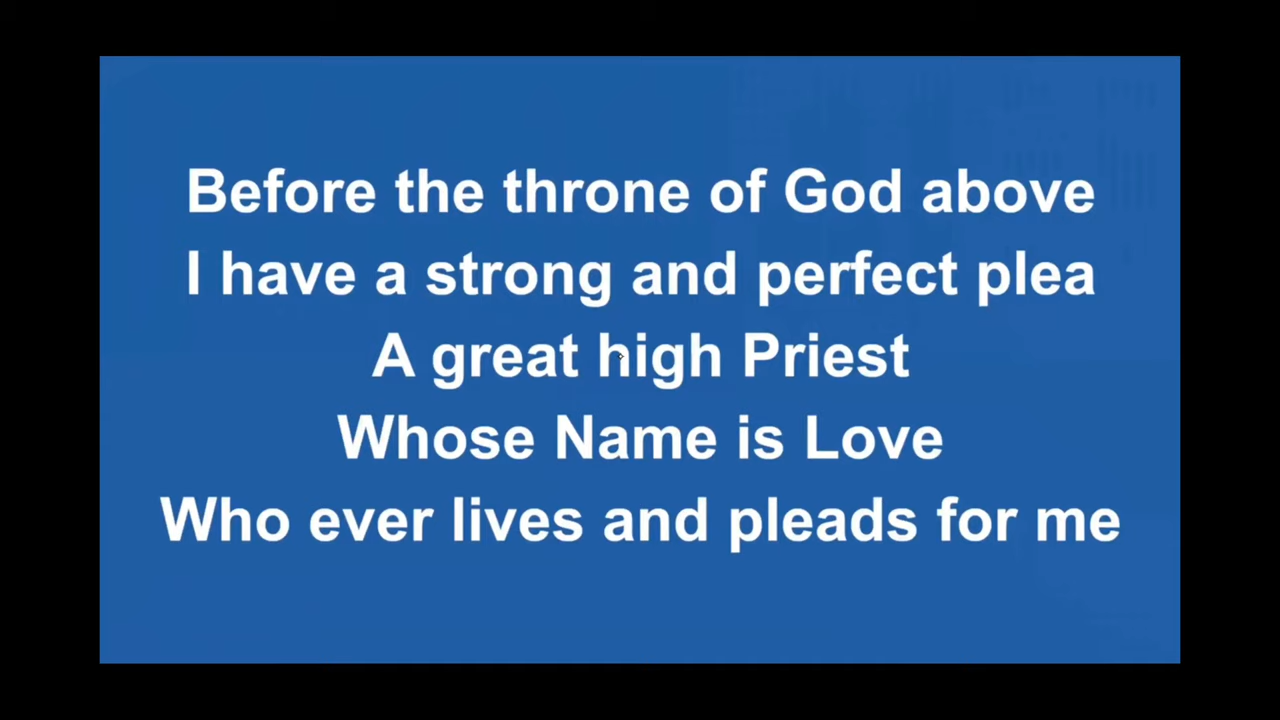 Before the throne of God above
I have a strong and perfect plea
A great high Priest
Whose Name is Love
Who ever lives and pleads for me